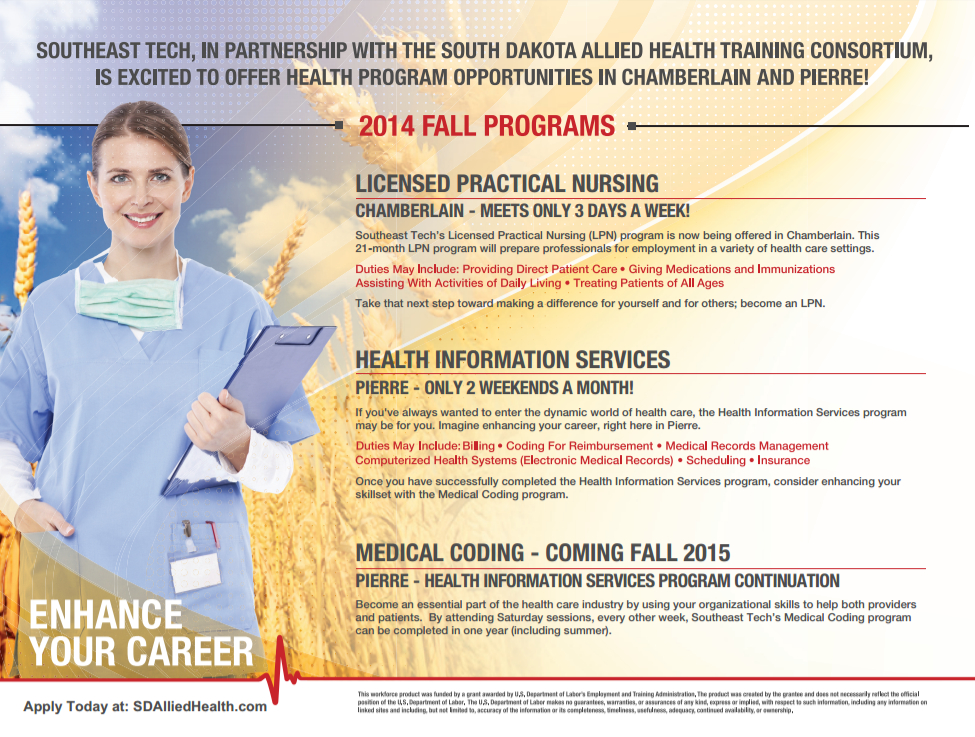 SOUTHEAST TECH, IN PARTNERSHIP WITH THE SOUTH DAKOTA ALLIED HEALTH TRAINING CONSORTIUM,
IS EXCITED TO OFFER HEALTH PROGRAM OPPORTUNITIES IN CHAMBERLAIN AND PIERRE!
2014 FALL PROGRAMS
LICENSED PRACTICAL NURSING
CHAMBERLAIN - MEETS ONLY 3 DAYS A WEEK!
Southeast Tech's Licensed Practical Nursing (LPN) program is now being offered in Chamberlain. This
21-month LPN program will prepare professionals for employment in a variety of health care settings.
Duties May Include: Providing Direct Patient Care • Giving Medications and Immunizations
Assisting With Activities of Daily Living • Treating Patients of All Ages
Take that next step toward making a difference for yourself and for others; become an LPN.
HEALTH INFORMATION SERVICES
PIERRE - ONLY 2 WEEKENDS A MONTH!
If you've always wanted to enter the dynamic world of health care, the Health Information Services program
may be for you. Imagine enhancing your career, right here in Pierre.
Duties May Include: Billing • Coding For Reimbursement • Medical Records Management
Computerized Health Systems (Electronic Medical Records) • Scheduling • Insurance
Once you have successfully completed the Health Information Services program, consider enhancing your
skillset with the Medical Coding program.
MEDICAL CODING - COMING FALL 2015
PIERRE - HEALTH INFORMATION SERVICES PROGRAM CONTINUATION
Become an essential part of the health care industry by using your organizational skills to help both providers
and patients. By attending Saturday sessions, every other week, Southeast Tech's Medical Coding program
can be completed in one year (including summer).
ENHANCE
YOUR CAREER
Apply Today at: SDAlliedHealth.com
This workforce product was funded by a grant awarded by U.S. Department of Labor's Employment and Training Administration. The product was created by the grantee and does not necessarily reflect the official
position of the U.S. Department of Labor. The U.S. Department of Labor makes no guarantees, warranties, or assurances of any kind, express or implied, with respect to such information, including any information on
linked sites and including, but not limited to, accuracy of the information or its completeness, timeliness, usefulness, adequacy, continued availability, or ownership.